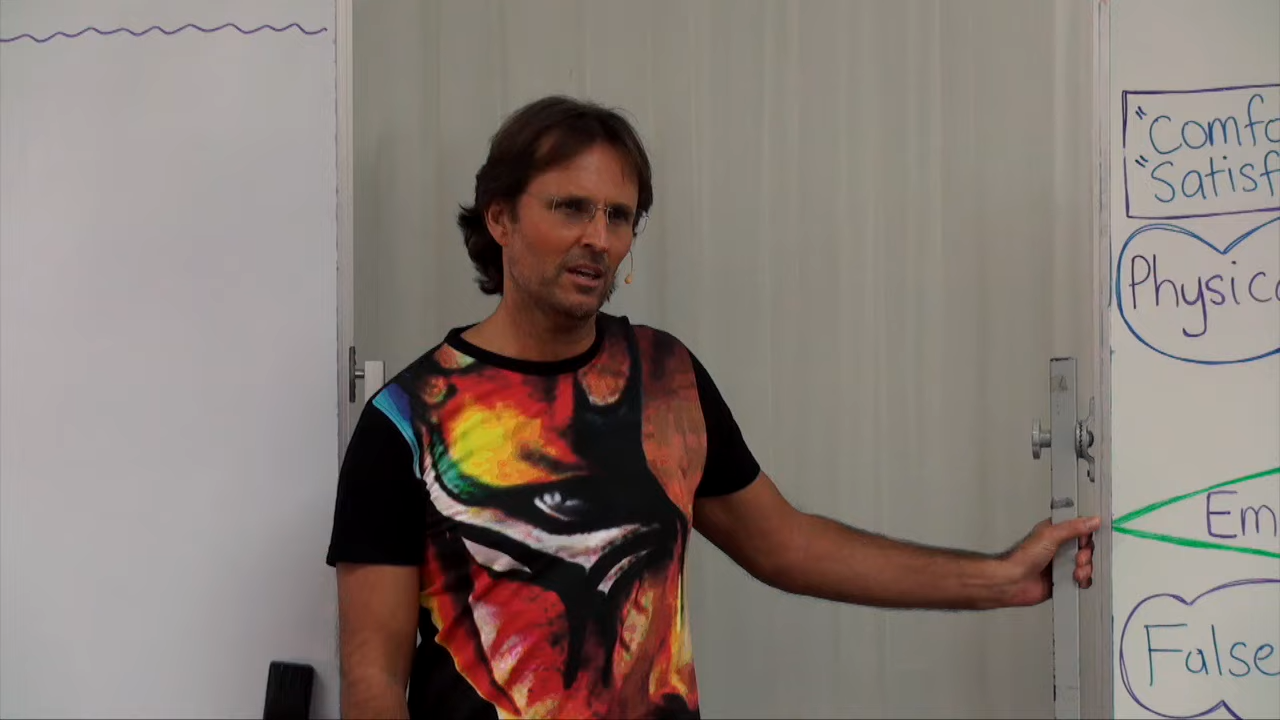 "Comfo
"Satisf
Physica
Em
False